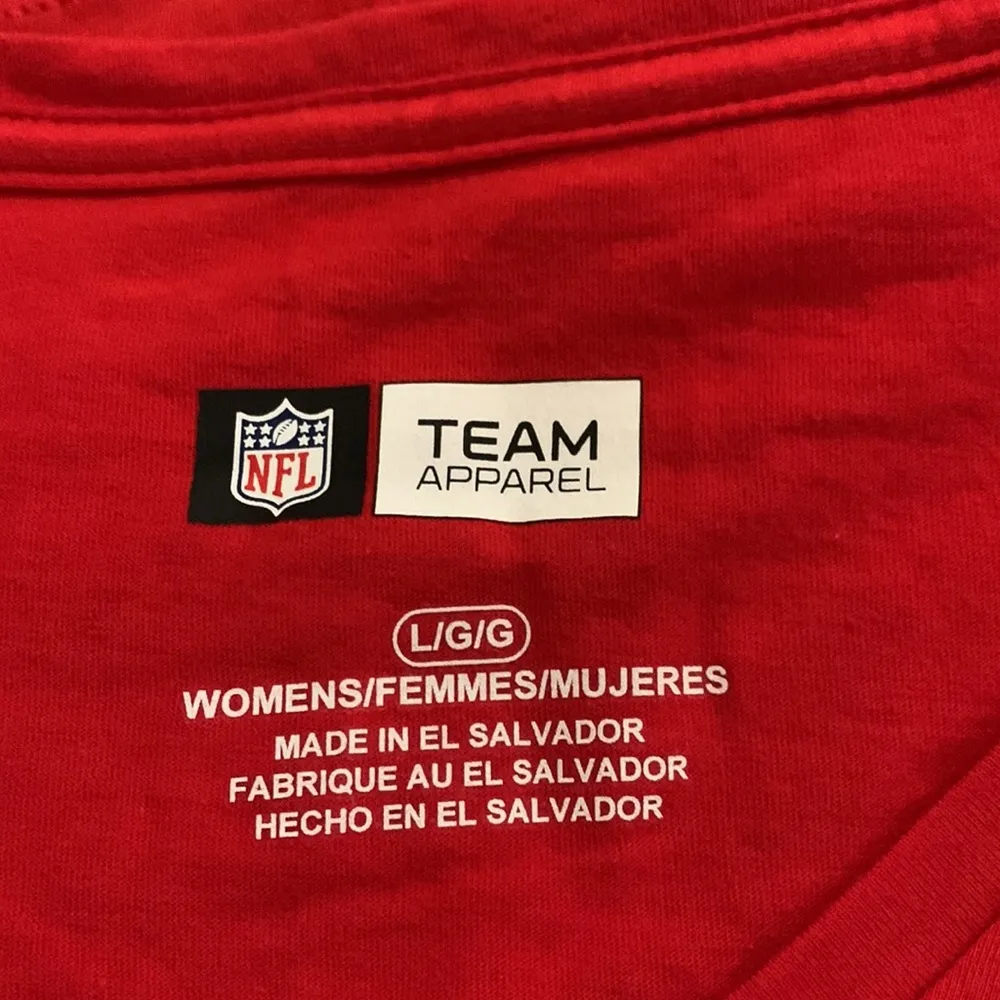 NFL
TEAM
APPAREL
L/G/G
WOMENS/FEMMES/MUJERES
MADE IN EL SALVADOR
FABRIQUE AU EL SALVADOR
HECHO EN EL SALVADOR